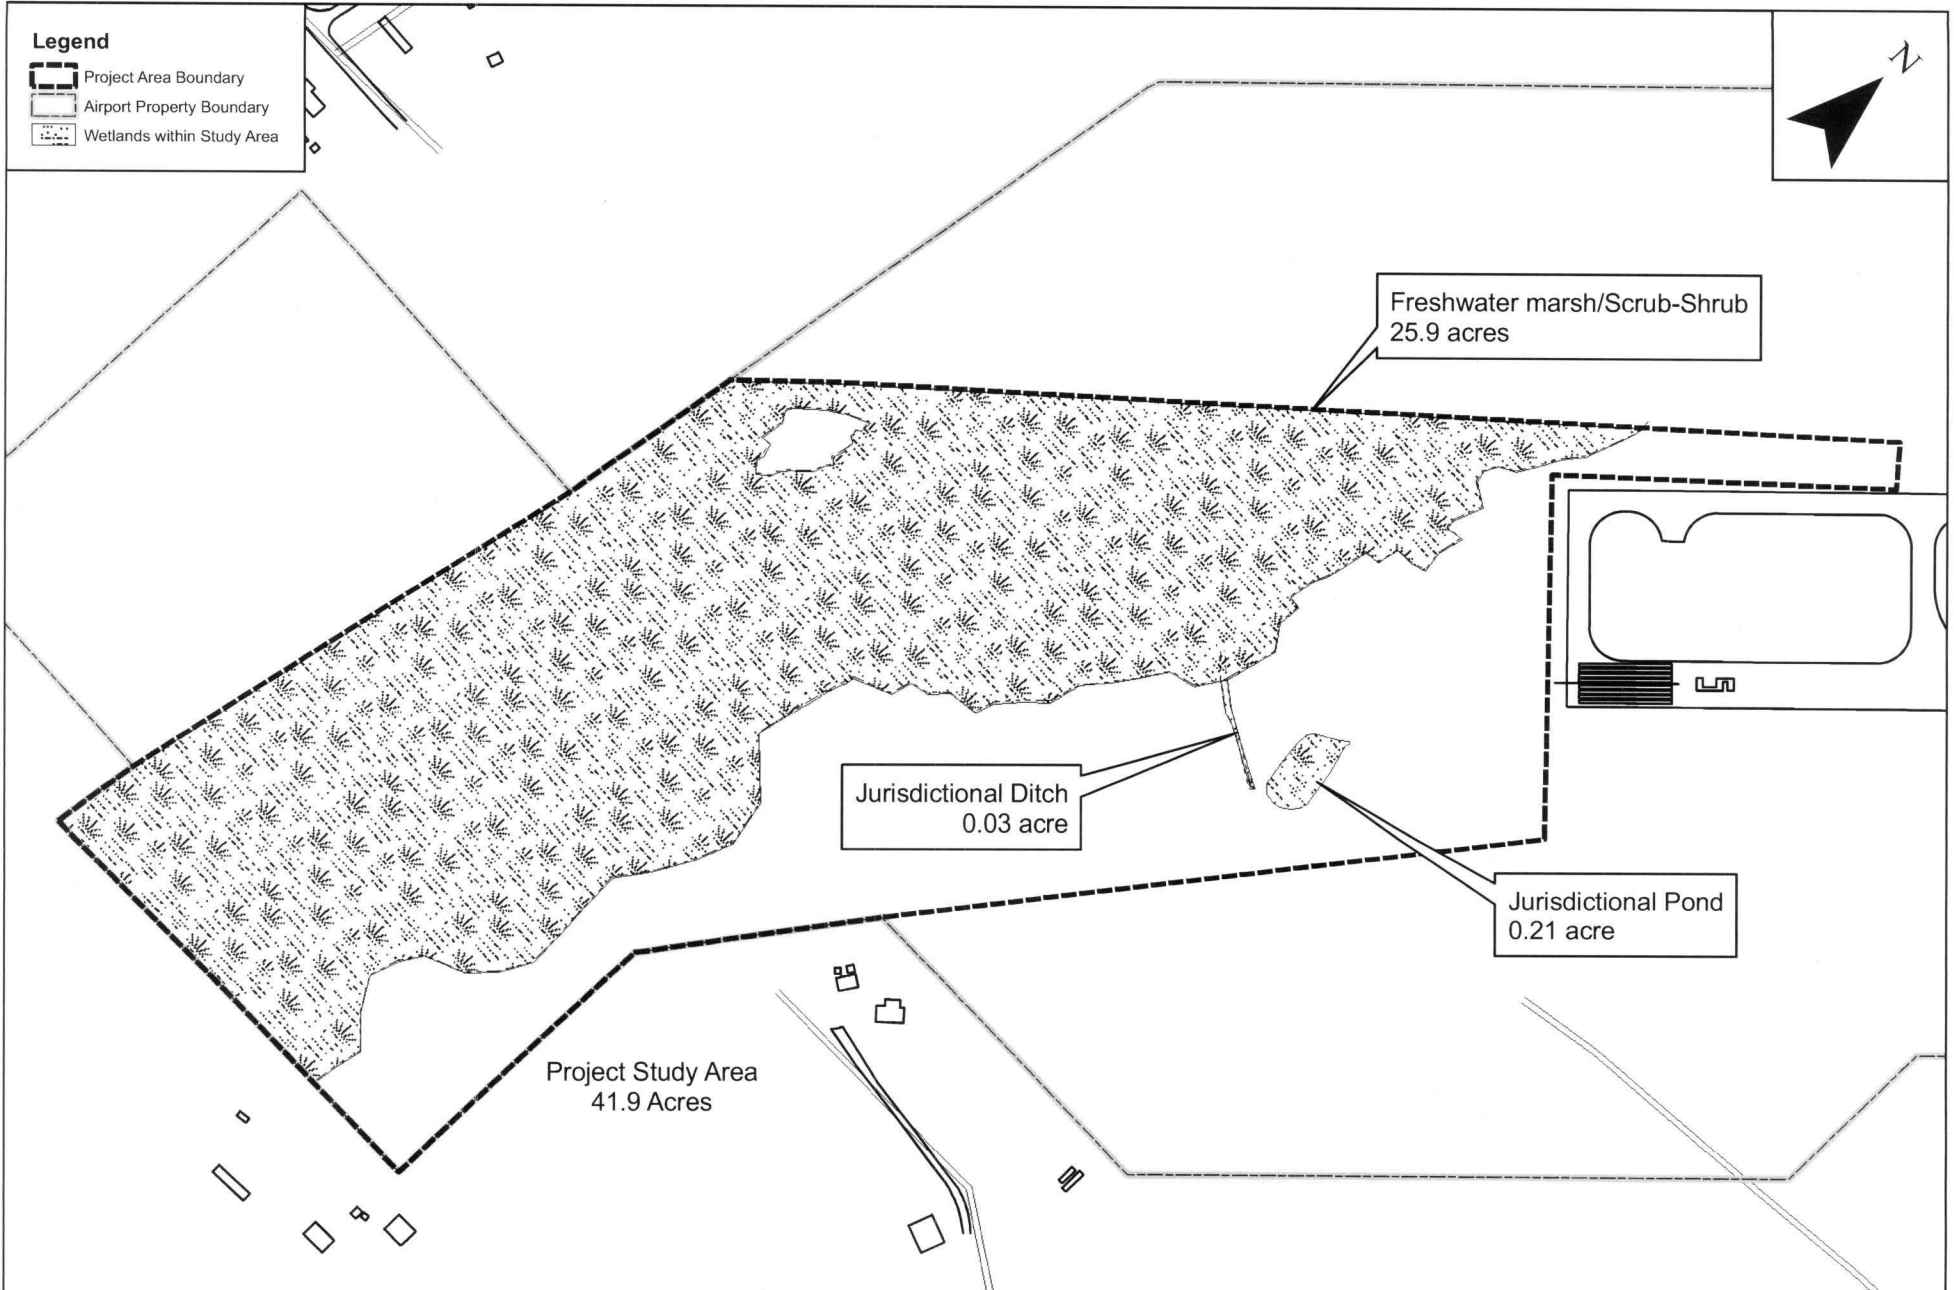 Legend
Project Area Boundary
Airport Property Boundary
Wetlands within Study Area
N
Freshwater marsh/Scrub-Shrub
25.9 acres
Jurisdictional Ditch
0.03 acre
Jurisdictional Pond
0.21 acre
Project Study Area
41.9 Acres
5